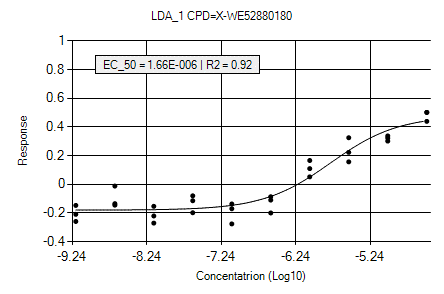 LDA_1 CPD=X-WE52880180
EC_50 = 1.66E-006 | R2 = 0.92
1
0.8
0.6
0.4
0.2
0
-0.2
-0.4
Response
-9.24 -8.24 -7.24 -6.24 -5.24
Concentatrion (Log10)